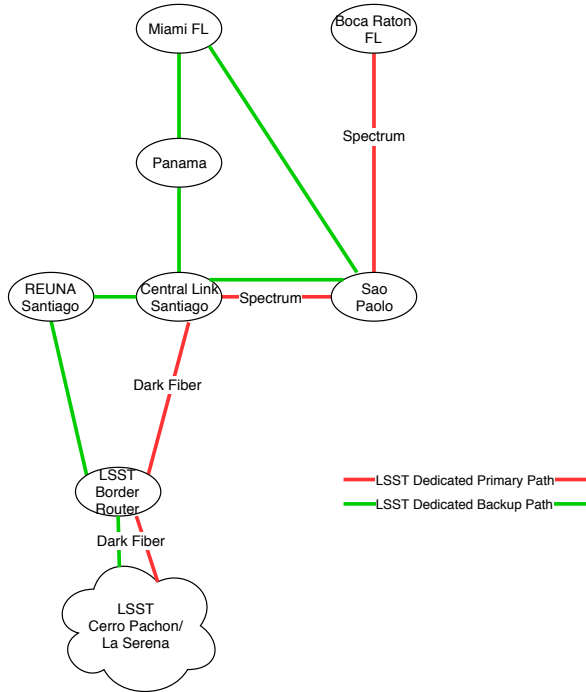 Miami FL
Boca Raton
FL
Spectrum
Panama
REUNA
Santiago
Central Link
Santiago
Spectrum
Sao
Paolo
Dark Fiber
LSST
Border
Router
LSST Dedicated Primary Path
LSST Dedicated Backup Path
Dark Fiber
LSST
Cerro Pachon/
La Serena